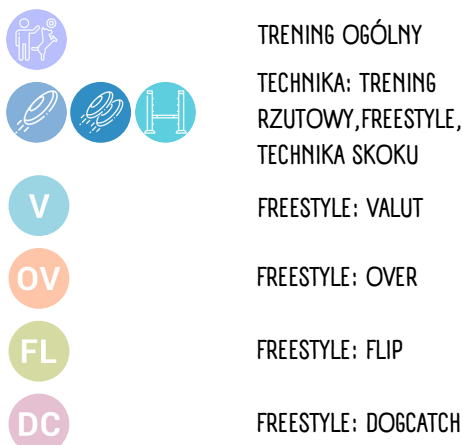 TRENING OGÓLNY
TECHNIKA: TRENING
RZUTOWY,FREESTYLE,
TECHNIKA SKOKU
V FREESTYLE: VALUT
OV FREESTYLE: OVER
FL FREESTYLE: FLIP
DC FREESTYLE: DOGCATCH